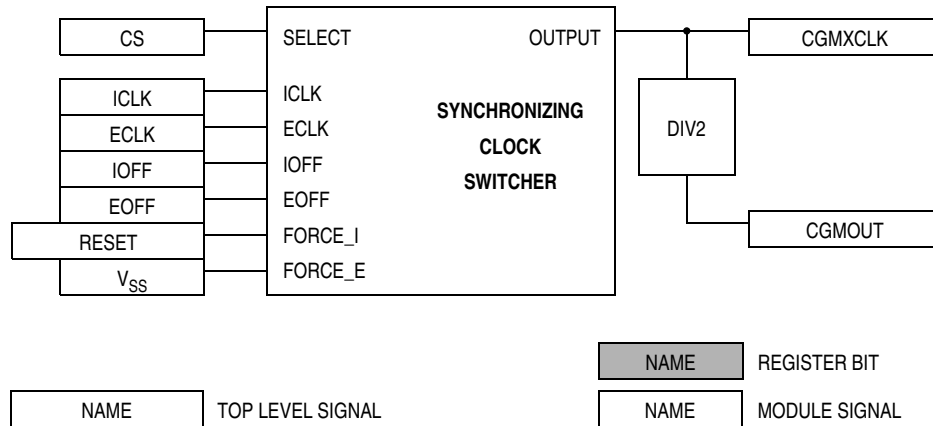 CS
SELECT
OUTPUT
CGMXCLK
ICLK
ICLK
ECLK
ECLK
IOFF
IOFF
EOFF
EOFF
RESET
FORCE_I
VSS
FORCE_E
SYNCHRONIZING
CLOCK
SWITCHER
DIV2
CGMOUT
NAME
REGISTER BIT
NAME
TOP LEVEL SIGNAL
NAME
MODULE SIGNAL